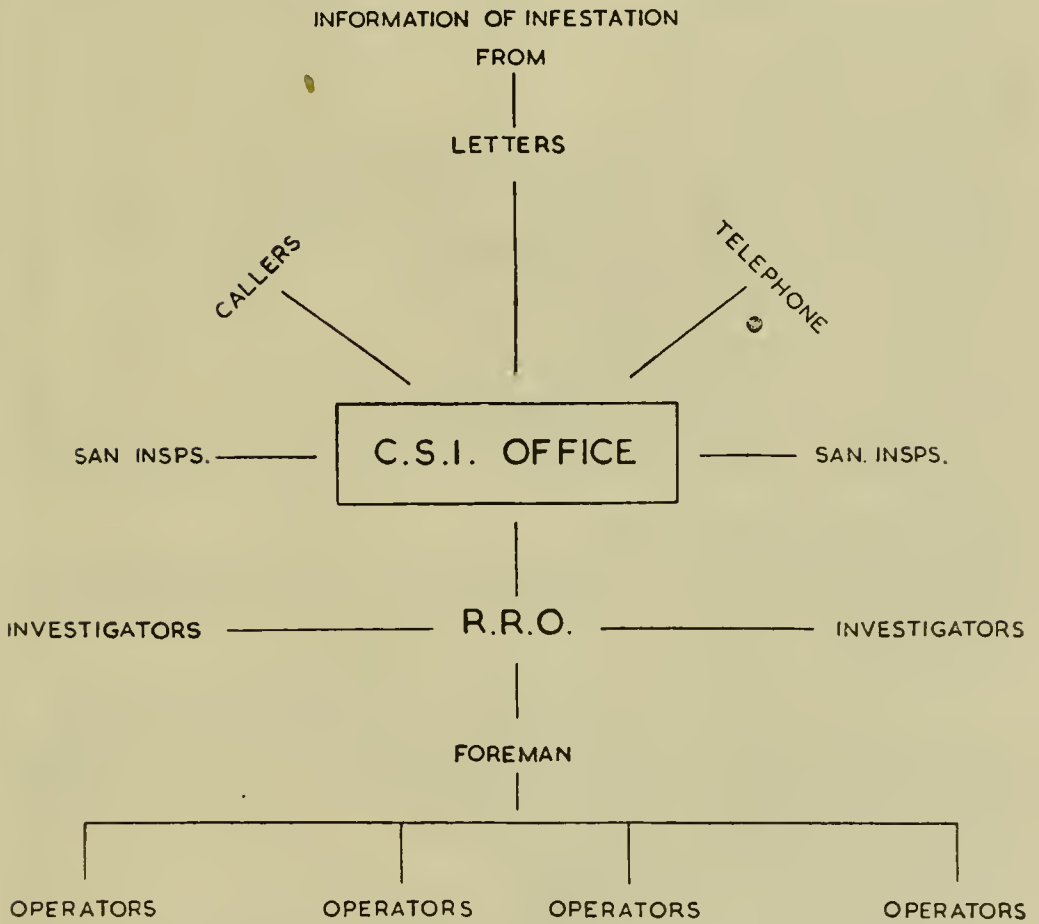 INFORMATION OF INFESTATION
FROM
LETTERS
CALLERS
TELEPHONE
SAN INSPS.
C.S.I. OFFICE
SAN. INSPS.
INVESTIGATORS
R.R.O.
INVESTIGATORS
FOREMAN
OPERATORS
OPERATORS
OPERATORS
OPERATORS